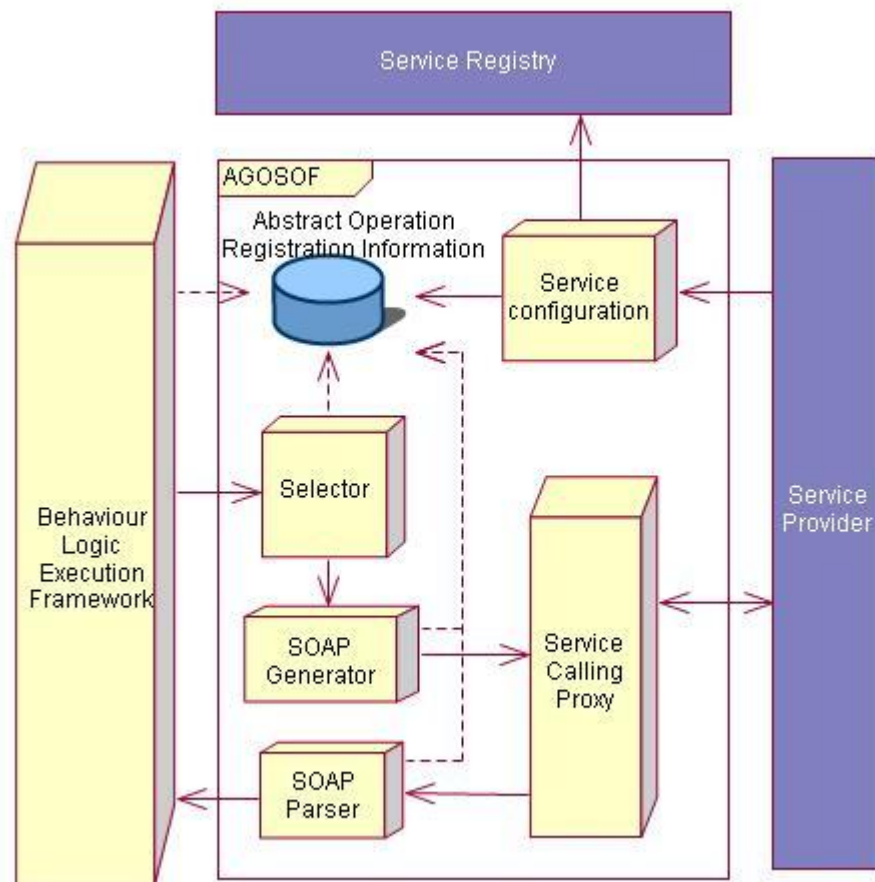 Service Registry
AGOSOF
Abstract Operation
Registration Information
Service
configuration
Selector
Behaviour
Logic
Execution
Framework
Service
Provider
SOAP
Generator
Service
Calling
Proxy
SOAP
Parser